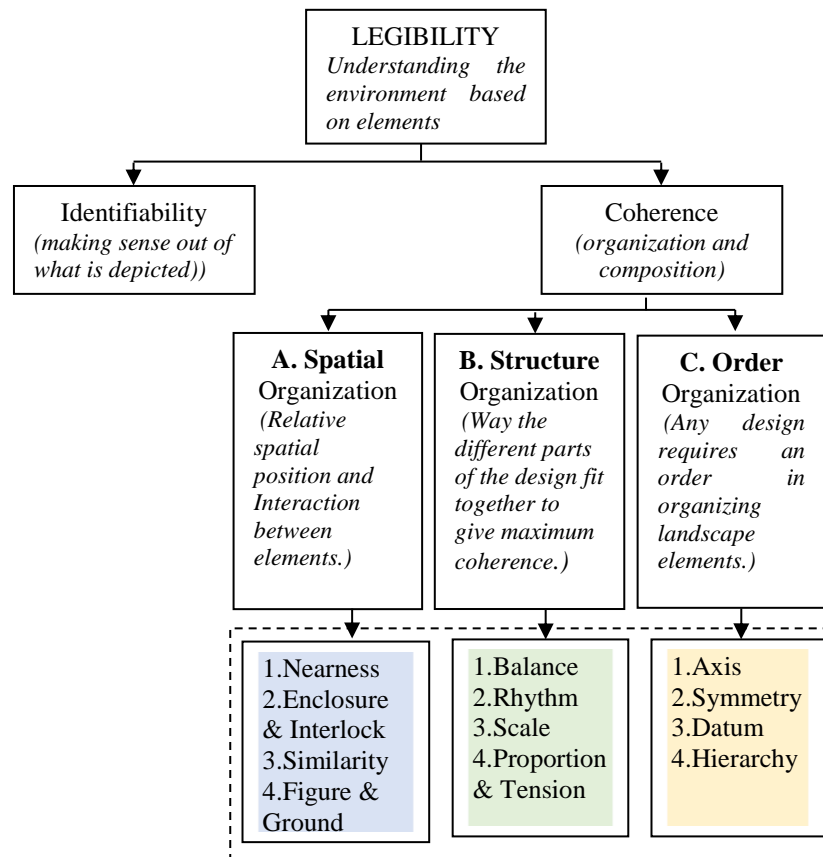 LEGIBILITY
Understanding the
environment based
on elements
Identifiability
(making sense out of
what is depicted))
Coherence
(organization and
composition)
A. Spatial
Organization
(Relative
spatial
position and
Interaction
between
elements.)
B. Structure
Organization
(Way the
different parts
of the design fit
together to
give maximum
coherence.)
C. Order
Organization
(Any design
requires an
order in
organizing
landscape
elements.)
1.Nearness
2.Enclosure
& Interlock
3.Similarity
4.Figure &
Ground
1.Balance
2.Rhythm
3.Scale
4.Proportion
& Tension
1.Axis
2.Symmetry
3.Datum
4.Hierarchy